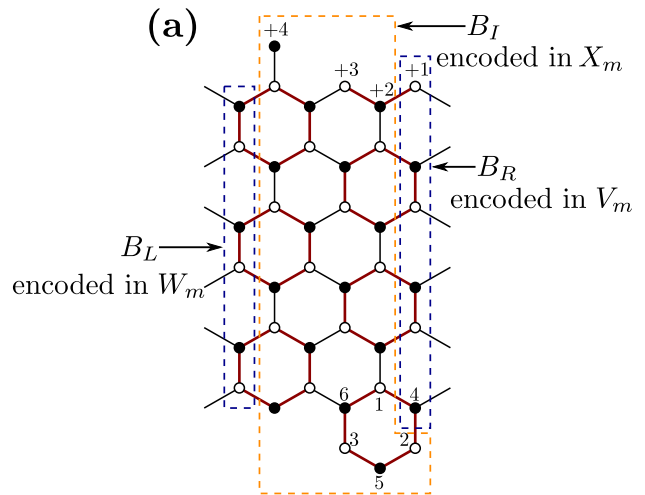 (a)
+4
B_I
encoded in X_m
+3
+2
+1
B_R
encoded in V_m
B_L
encoded in W_m
6
1
4
3
2
5